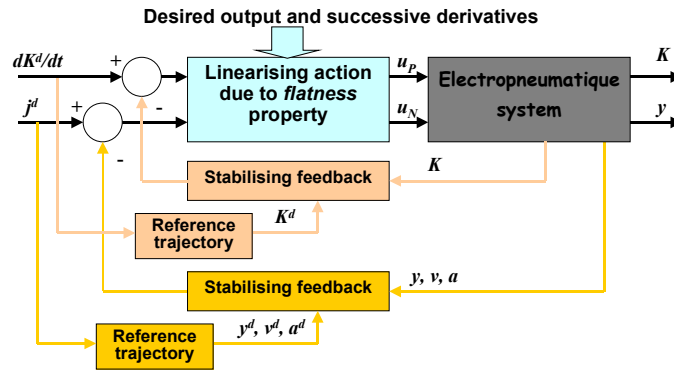 Desired output and successive derivatives
dK^d/dt
+
-
Linearising action
due to flatness
property
u_P
u_N
Electropneumatique
system
K
y
j^d
+
-
Stabilising feedback
K
Reference
trajectory
K^d
Stabilising feedback
y, v, a
Reference
trajectory
y^d, v^d, a^d